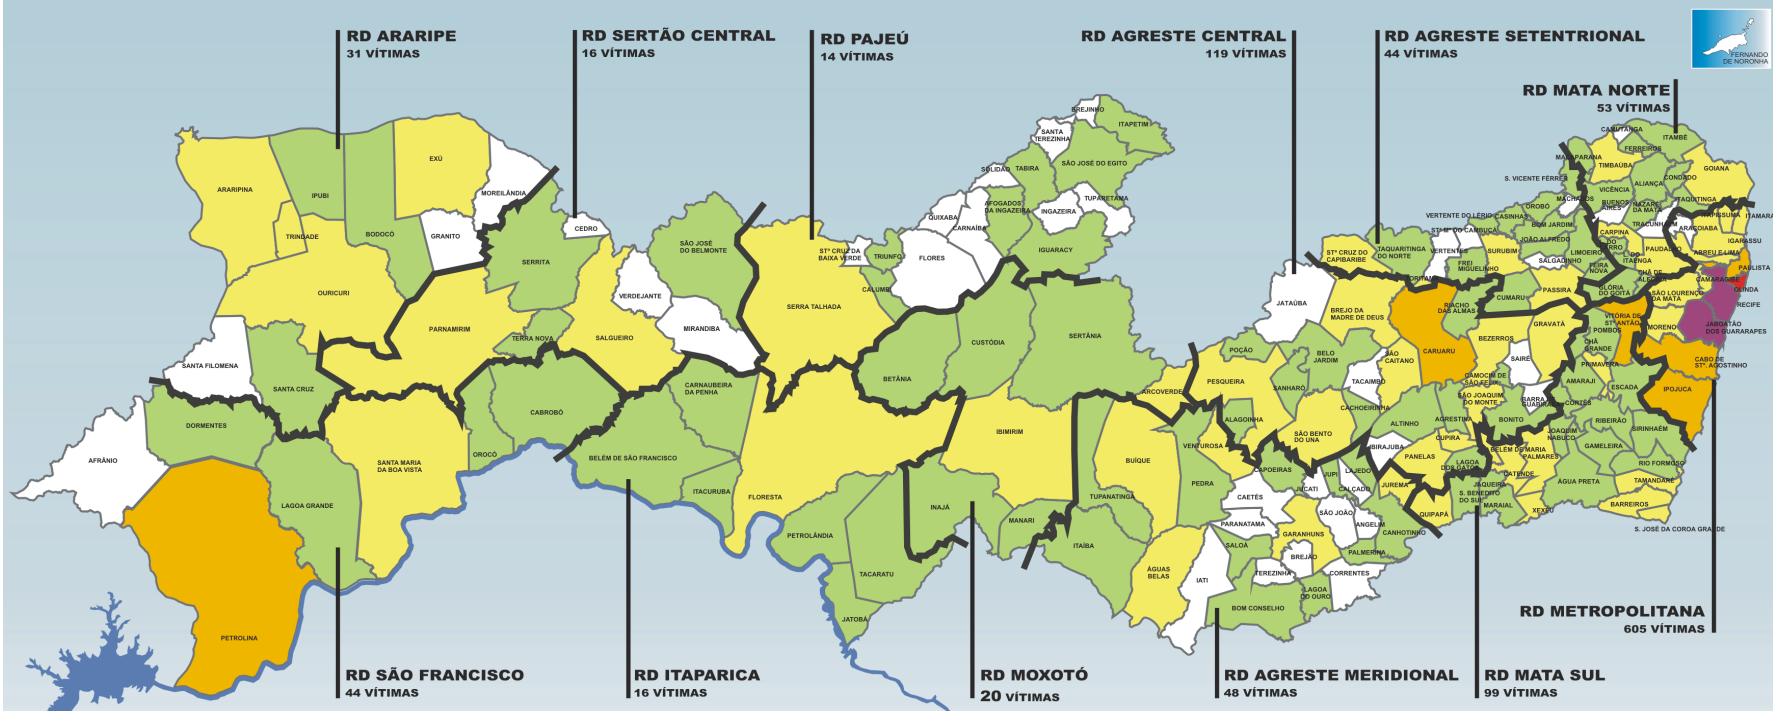 RD ARARIPE
31 VÍTIMAS
RD SERTÃO CENTRAL
16 VÍTIMAS
RD PAJEÚ
14 VÍTIMAS
RD AGRESTE CENTRAL
119 VÍTIMAS
RD AGRESTE SETENTRIONAL
44 VÍTIMAS
FERNANDO
DE NORONHA
RD MATA NORTE
53 VÍTIMAS
ARARIPINA
IPUBI
TRINDADE
BODOCÓ
EXÚ
GRANITO
MOREILÂNDIA
OURICURI
SANTA FILOMENA
SANTA CRUZ
CEDRO
SERRITA
SÃO JOSÉ
DO BELMONTE
VERDEJANTE
MIRANDIBA
PARNAMIRIM
TERRA NOVA
SALGUEIRO
BREJINHO
ITAPETIM
SANTA
TEREZINHA
SÃO JOSÉ DO EGITO
SOLIDÃO
TABIRA
TUPARETAMA
INGAZEIRA
AFOGADOS
DA INGAZEIRA
QUIXABA
CARNAÍBA
IGUARACY
STª CRUZ DA
BAIXA VERDE
TRIUNFO
FLORES
CALUMBI
SERRA TALHADA
BETÂNIA
CUSTÓDIA
SERTÂNIA
ARCOVERDE
IBIMIRIM
INAJÁ
MANARI
CARNAUBEIRA
DA PENHA
BELÉM DE SÃO FRANCISCO
ITACURUBA
FLORESTA
PETROLÂNDIA
TACARATU
JATOBÁ
AFRÂNIO
DORMENTES
PETROLINA
LAGOA GRANDE
SANTA MARIA
DA BOA VISTA
OROCÓ
CABROBÓ
JATAÚBA
STª CRUZ DO
CAPIBARIBE
TAQUARITINGA
DO NORTE
VERTENTE DO LÉRIO
VERTENTES
FREI
MIGUELINHO
SURUBIM
CASINHAS
OROBÓ
BOM JARDIM
JOÃO ALFREDO
SALGADINHO
LIMOEIRO
FEIRA
NOVA
PASSIRA
CUMARU
MACHADOS
S. VICENTE FÉRRER
BREJO DA
MADRE DE DEUS
RIACHO
DAS ALMAS
CARUARU
BEZERROS
GRAVATÁ
SAIRÉ
CAMOCIM DE
SÃO FÉLIX
SÃO JOAQUIM
DO MONTE
BARRA
GUABIRABA
BONITO
AGRESTINA
ALTINHO
CUPIRA
PANELAS
LAGOA
DOS GATOS
IBIRAJUBA
CACHOEIRINHA
SÃO
CAITANO
TACAIMBÓ
BELO
JARDIM
SANHARÓ
POÇÃO
PESQUEIRA
ALAGOINHA
SÃO BENTO
DO UNA
VENTUROSA
PEDRA
BUÍQUE
TUPANATINGA
ITAÍBA
ÁGUAS
BELAS
IATI
CAPOEIRAS
CAETÉS
PARANATAMA
SALOÁ
TEREZINHA
BOM CONSELHO
LAGOA
DO OURO
BREJÃO
GARANHUNS
CORRENTES
PALMERINA
SÃO JOÃO
ANGELIM
CANHOTINHO
JUCATI
JUPI
CALÇADO
LAJEDO
JUREMA
QUIPAPÁ
CAMUTANGA
ITAMBÉ
FERREIROS
TIMBAÚBA
MACAPARANA
GOIANA
CONDADO
ALIANÇA
VICÊNCIA
ITAQUITINGA
BUENOS
AIRES
NAZARÉ
DA MATA
TRACUNHAÉM
CARPINA
PAUDALHO
LAGOA DO
ITAENGA
CHÃ DE
ALEGRIA
GLÓRIA
DO GOITÁ
ITAPISSUMA
ITAMARA
IGARASSU
ARAÇOIABA
ABREU E LIMA
PAULISTA
CAMARAGIBE
OLINDA
RECIFE
SÃO LOURENÇO
DA MATA
MORENO
JABOATÃO
DOS GUARARAPES
CABO DE
STº. AGOSTINHO
IPOJUCA
VITÓRIA DE
STº ANTÃO
POMBOS
CHÃ
GRANDE
PRIMAVERA
AMARAJI
ESCADA
CORTÊS
RIBEIRÃO
SIRINHAÉM
JOAQUIM
NABUCO
GAMELEIRA
RIO FORMOSO
TAMANDARÉ
BELÉM DE MARIA
PALMARES
CATENDE
ÁGUA PRETA
JAQUEIRA
S. BENEDITO
DO SUL
MARAIAL
XEXÉU
BARREIROS
S. JOSÉ DA COROA GRANDE
RD METROPOLITANA
605 VÍTIMAS
RD SÃO FRANCISCO
44 VÍTIMAS
RD ITAPARICA
16 VÍTIMAS
RD MOXOTÓ
20 VÍTIMAS
RD AGRESTE MERIDIONAL
48 VÍTIMAS
RD MATA SUL
99 VÍTIMAS